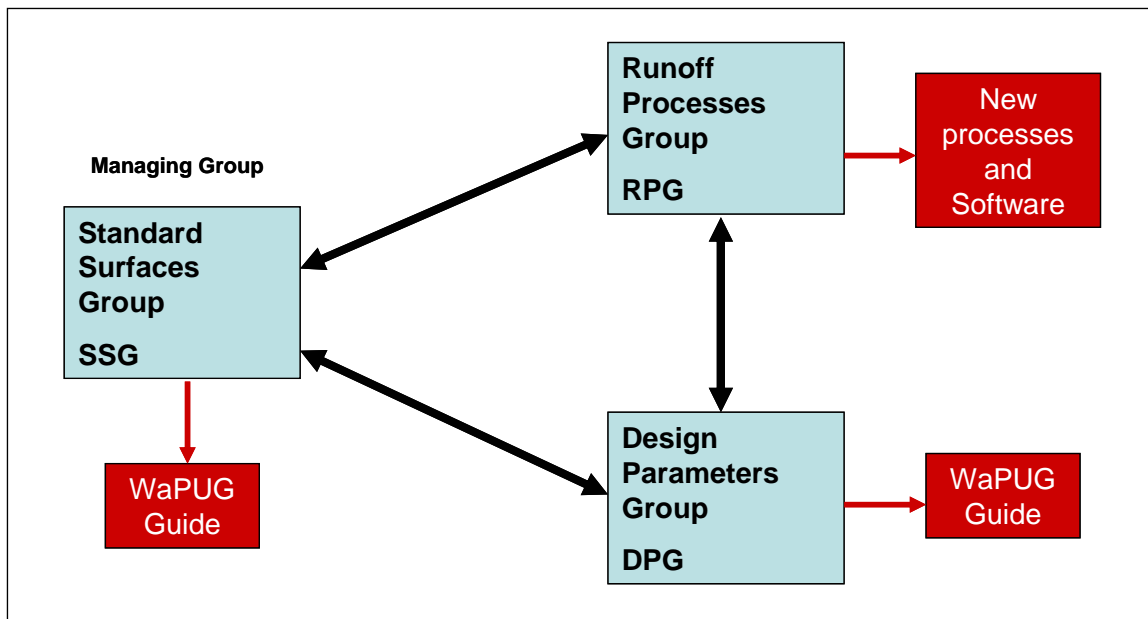 Managing Group
Standard
Surfaces
Group
SSG
WaPUG
Guide
Runoff
Processes
Group
RPG
New
processes
and
Software
Design
Parameters
Group
DPG
WaPUG
Guide